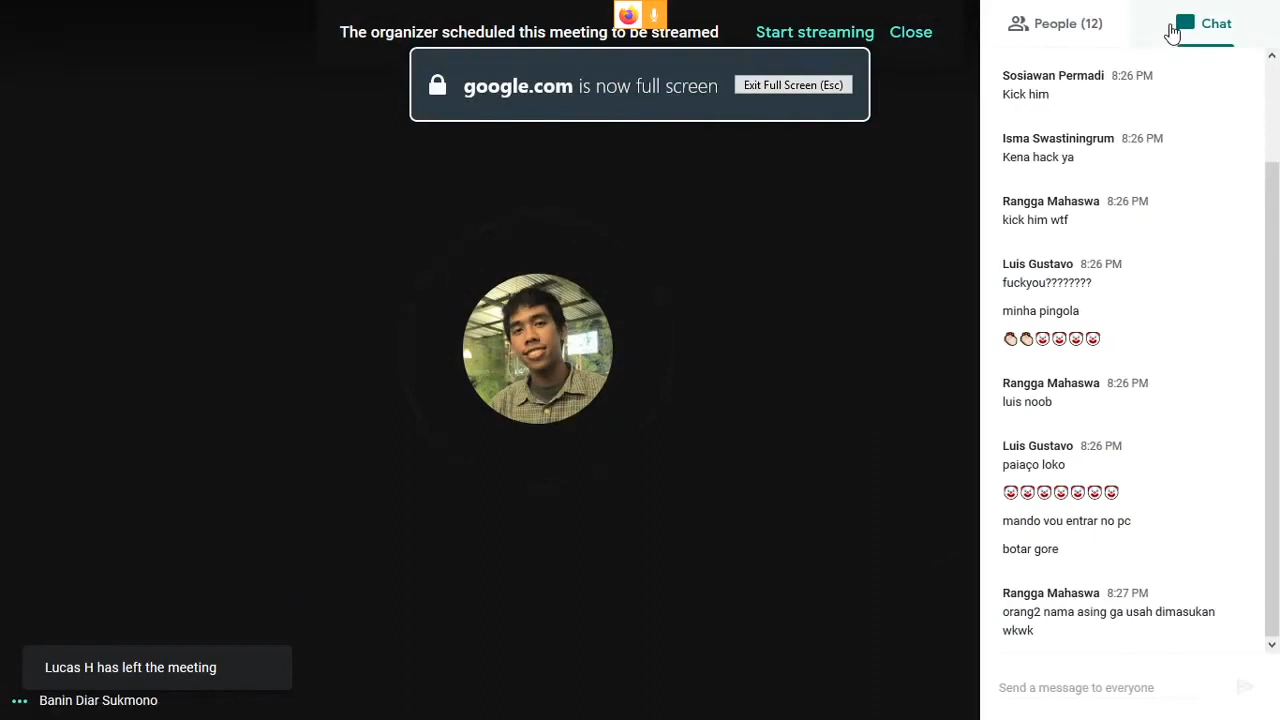 The organizer scheduled this meeting to be streamed
Start streaming
Close
google.com is now full screen
Exit Full Screen (Esc)
Lucas H has left the meeting
Banin Diar Sukmono
People (12)
Chat
Sosiawan Permadi 8:26 PM
Kick him
Isma Swastiningrum 8:26 PM
Kena hack ya
Rangga Mahaswa 8:26 PM
kick him wtf
Luis Gustavo 8:26 PM
fuckyou????????
minha pingola
👏👏🤡🤡🤡🤡
Rangga Mahaswa 8:26 PM
luis noob
Luis Gustavo 8:26 PM
paiaço loko
🤡🤡🤡🤡🤡🤡🤡
mando vou entrar no pc
botar gore
Rangga Mahaswa 8:27 PM
orang2 nama asing ga usah dimasukan
wkwk
Send a message to everyone